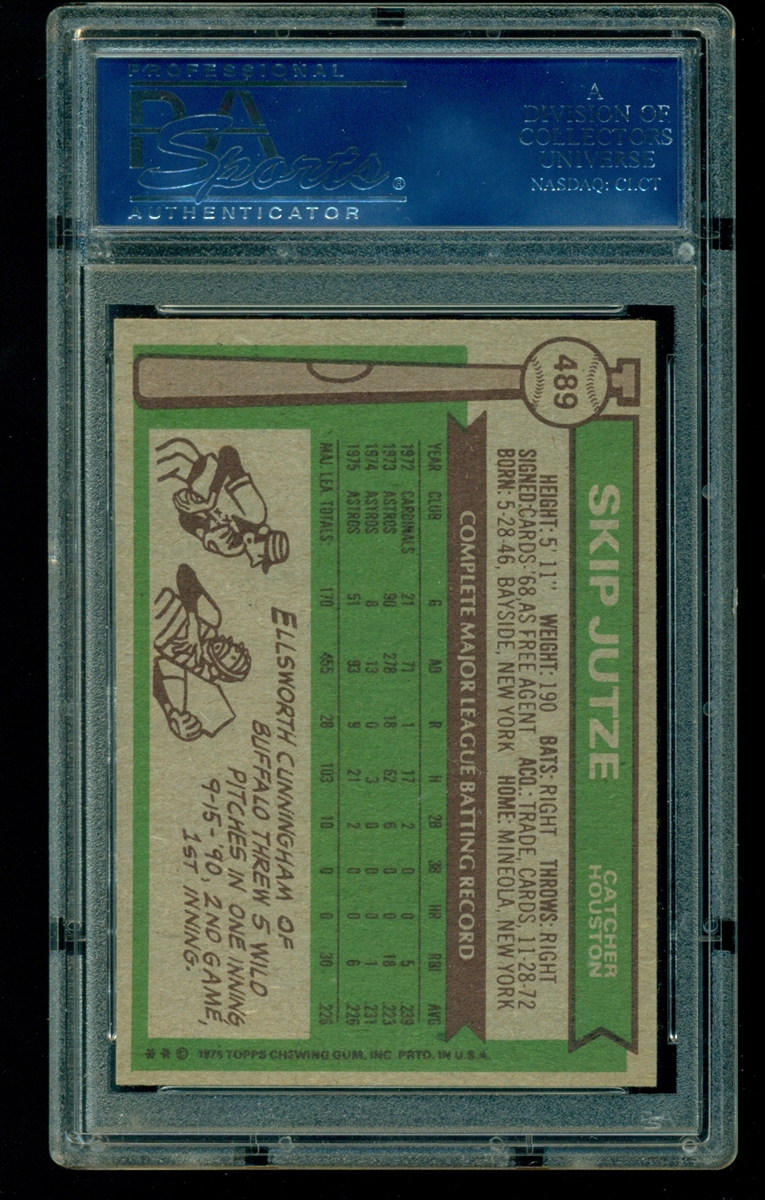 PROFESSIONAL
PSA
Sports®
AUTHENTICATOR
A
DIVISION OF
COLLECTORS
UNIVERSE
NASDAQ: CLCT
489
SKIP JUTZE
CATCHER
HOUSTON
HEIGHT: 5' 11" WEIGHT: 190 BATS: RIGHT THROWS: RIGHT
SIGNED: CARDS-'68, AS FREE AGENT ACQ.: TRADE, CARDS, 11-28-72
BORN: 5-28-46, BAYSIDE, NEW YORK HOME: MINEOLA, NEW YORK
COMPLETE MAJOR LEAGUE BATTING RECORD
YEAR CLUB G AB R H 2B 3B HR RBI AVG
1972 CARDINALS 21 71 1 17 2 0 0 5 .239
1973 ASTROS 90 278 18 62 6 0 0 18 .223
1974 ASTROS 8 13 0 3 0 0 0 1 .231
1975 ASTROS 51 93 9 21 2 0 0 6 .226
MAJ. LEA. TOTALS 170 455 28 103 10 0 0 30 .226
ELLSWORTH CUNNINGHAM OF
BUFFALO THREW 5 WILD
PITCHES IN ONE INNING
9-15-'90, 2ND GAME,
1ST INNING.
** © 1976 TOPPS CHEWING GUM, INC. PRTD. IN U.S.A.